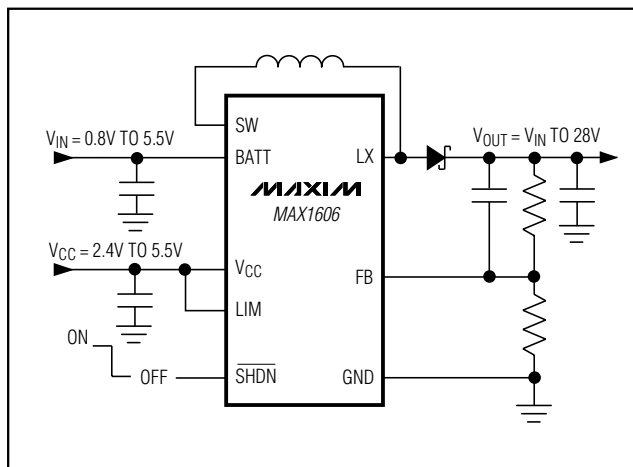 SW
V_IN = 0.8V TO 5.5V
BATT
LX
V_OUT = V_IN TO 28V
MAXIM
MAX1606
V_CC = 2.4V TO 5.5V
V_CC
FB
LIM
ON
OFF
SHDN
GND